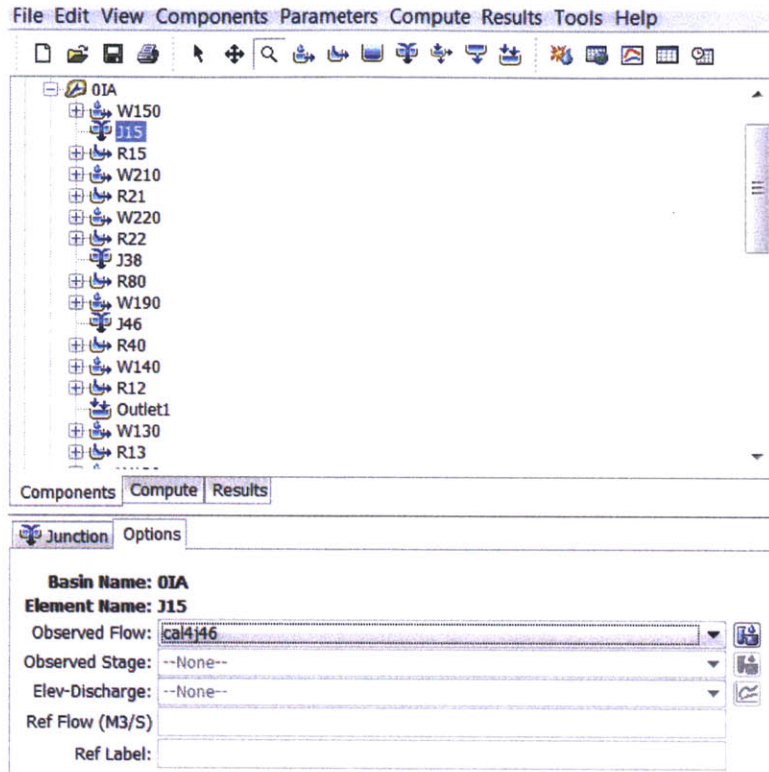 File Edit View Components Parameters Compute Results Tools Help
0IA
W150
J15
R15
W210
R21
W220
R22
J38
R80
W190
J46
R40
W140
R12
Outlet1
W130
R13
Components Compute Results
Junction Options
Basin Name: 0IA
Element Name: J15
Observed Flow: cal4j46
Observed Stage: --None--
Elev-Discharge: --None--
Ref Flow (M3/S)
Ref Label: